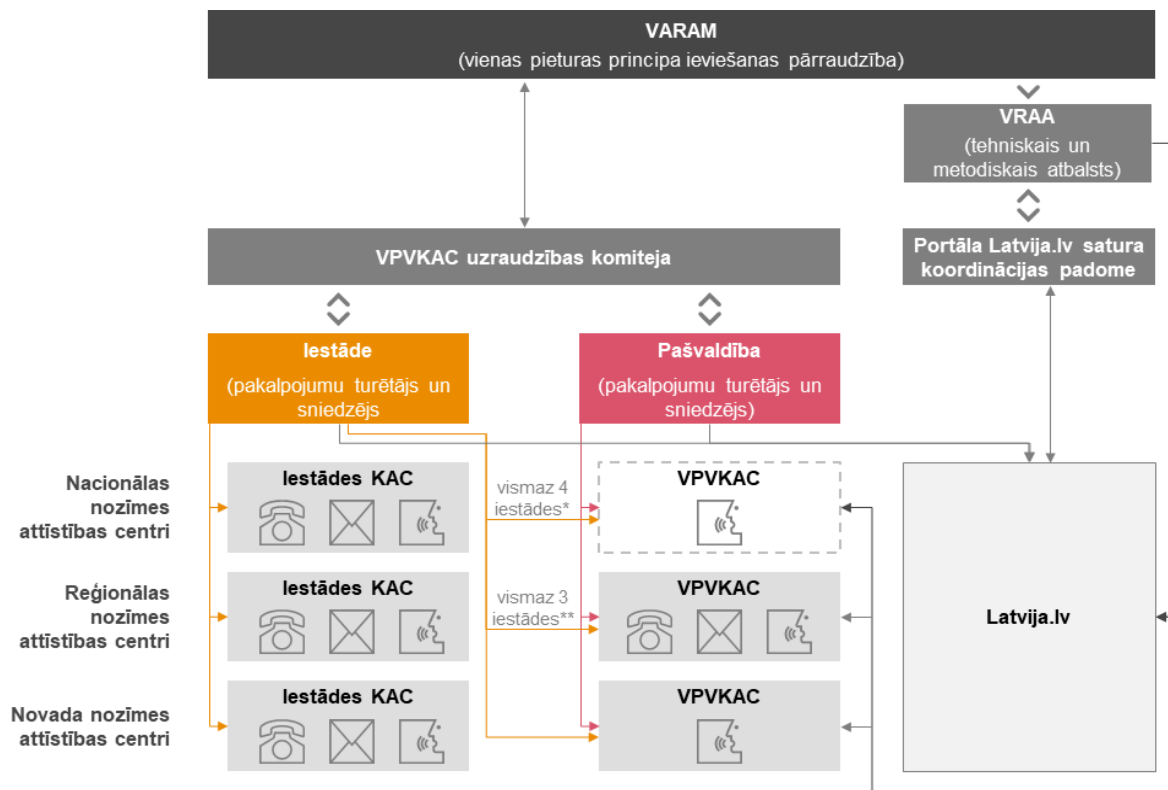 VARAM
(vienas pieturas principa ieviešanas pārraudzība)
VRAA
(tehniskais un
metodiskais atbalsts)
VPVKAC uzraudzības komiteja
Portāla Latvija.lv satura
koordinācijas padome
Iestāde
(pakalpojumu turētājs un
sniedzējs
Pašvaldība
(pakalpojumu turētājs un
sniedzējs)
Nacionālas
nozīmes
attīstības centri
Iestādes KAC
vismaz 4
iestādes*
VPVKAC
Reģionālas
nozīmes
attīstības centri
Iestādes KAC
vismaz 3
iestādes**
VPVKAC
Latvija.lv
Novada nozīmes
attīstības centri
Iestādes KAC
VPVKAC